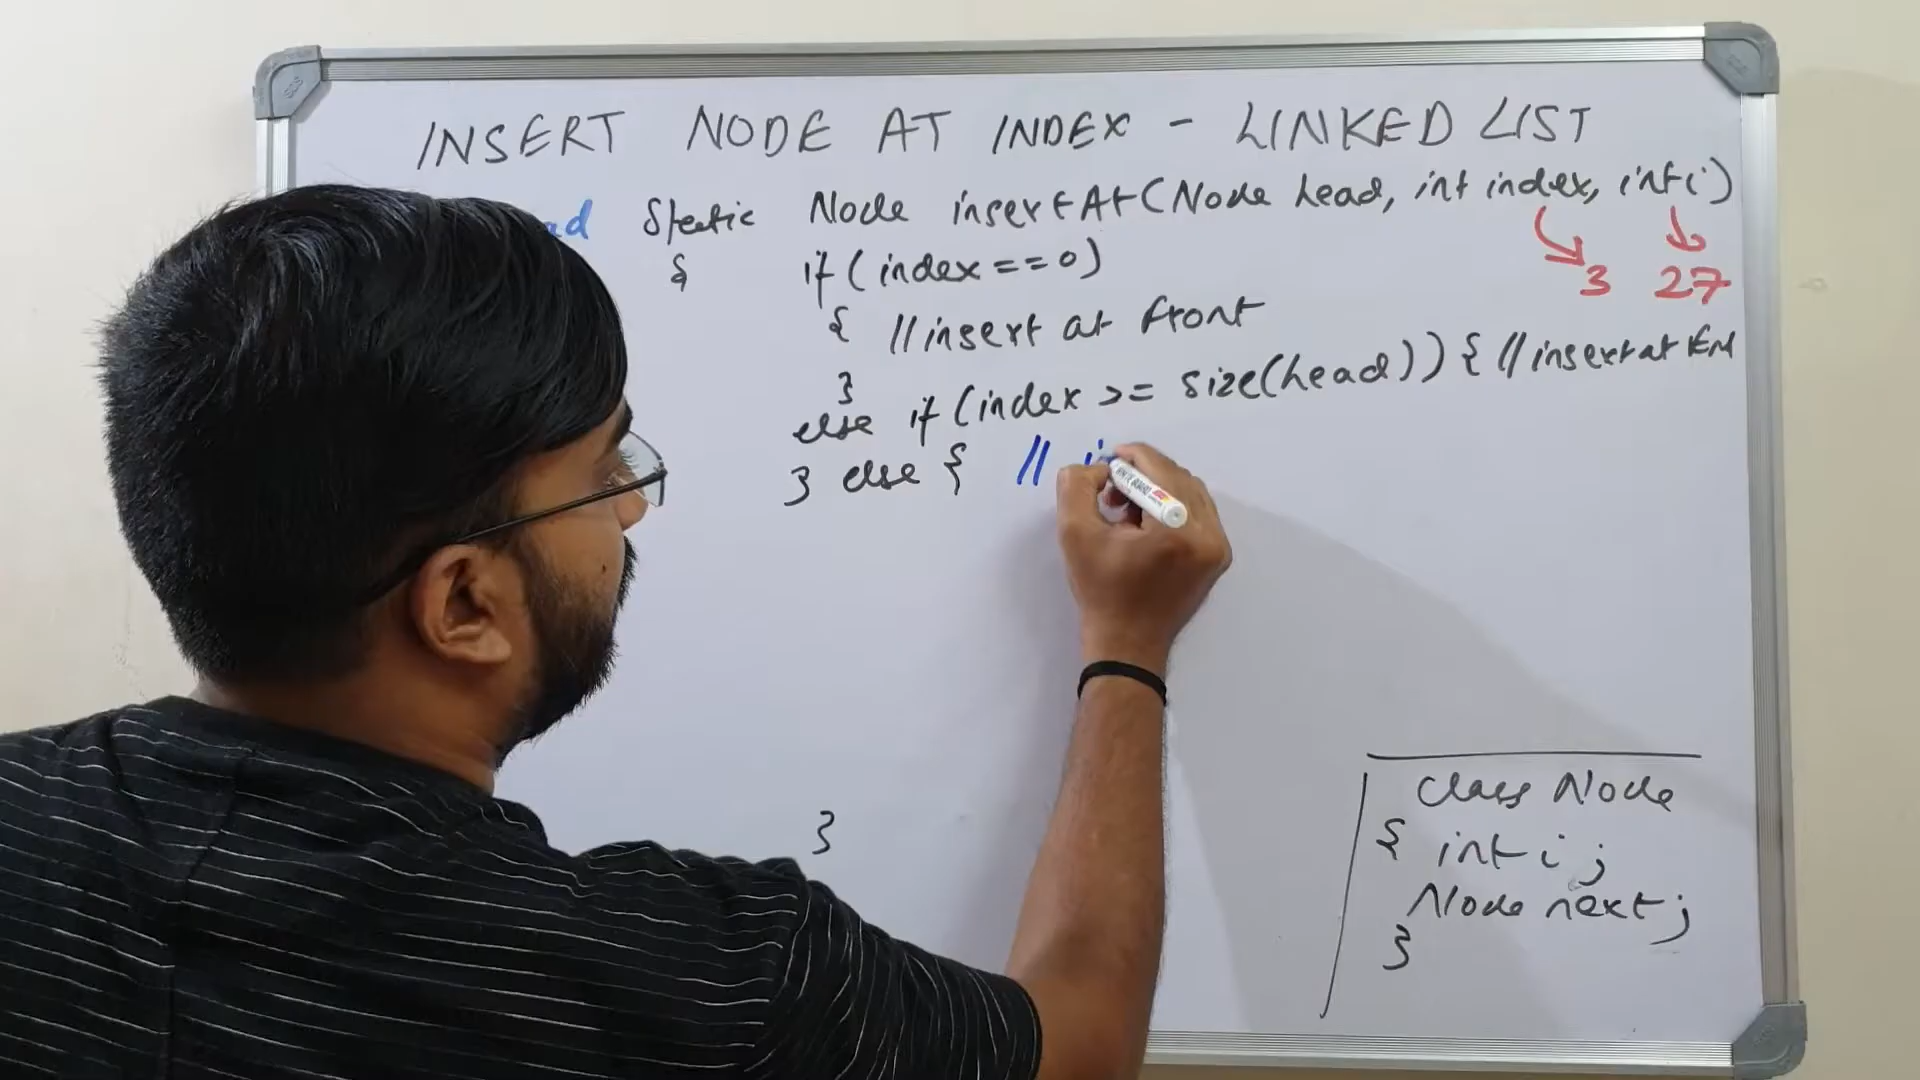 INSERT NODE AT INDEX - LINKED LIST
ad Static Node insertAt(Node head, int index, int i)
{ if(index==0)
3 27
{ //insert at front
}
else if(index >= size(head)){ //insert at End
} else { // i
}
class Node
{ int i;
Node next;
}